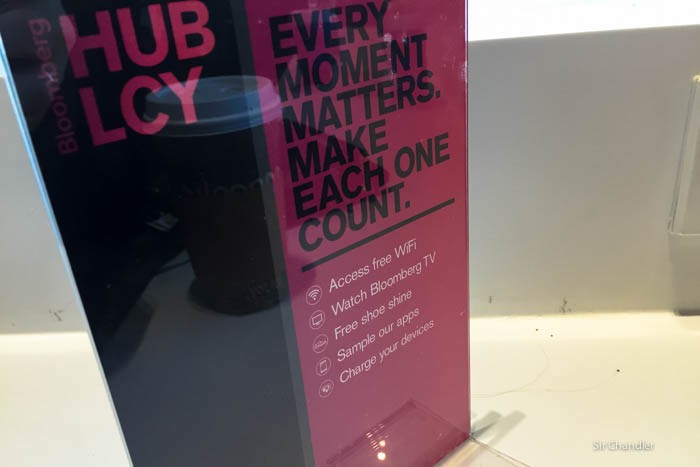 Bloomberg
HUB
LCY
EVERY
MOMENT
MATTERS.
MAKE
EACH ONE
COUNT.
Access free WiFi
Watch Bloomberg TV
Free shoe shine
Sample our apps
Charge your devices
Sir Chandler